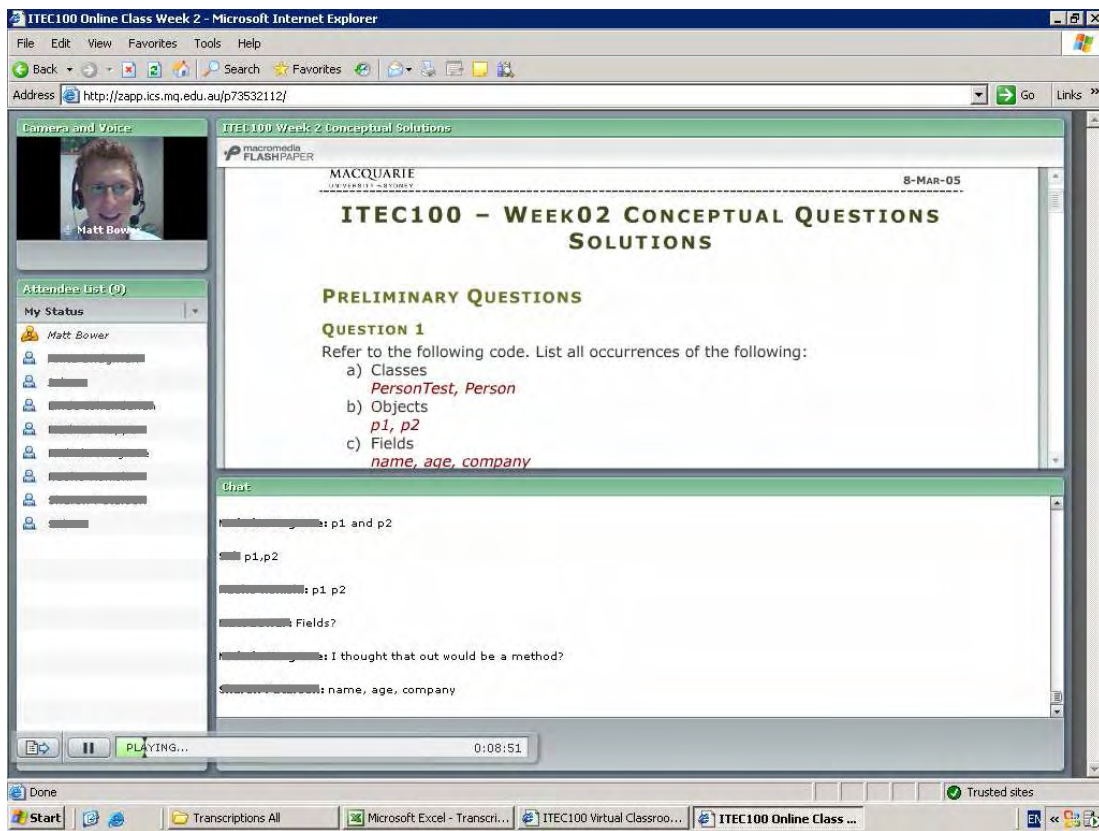 ITEC100 Online Class Week 2 - Microsoft Internet Explorer
File Edit View Favorites Tools Help
Back Search Favorites
Address http://zapp.ics.mq.edu.au/p73532112/ Go Links »
Camera and Voice
Matt Bower
Attendee List (9)
My Status
Matt Bower
ITEC100 Week 2 Conceptual Solutions
macromedia
FLASHPAPER
MACQUARIE
UNIVERSITY ~ SYDNEY
8-MAR-05
ITEC100 – WEEK02 CONCEPTUAL QUESTIONS
SOLUTIONS
PRELIMINARY QUESTIONS
QUESTION 1
Refer to the following code. List all occurrences of the following:
a) Classes
PersonTest, Person
b) Objects
p1, p2
c) Fields
name, age, company
Chat
: p1 and p2
p1,p2
: p1 p2
: Fields?
: I thought that out would be a method?
: name, age, company
PLAYING... 0:08:51
Done Trusted sites
Start Transcriptions All Microsoft Excel - Transcri... ITEC100 Virtual Classroo... ITEC100 Online Class ... EN «